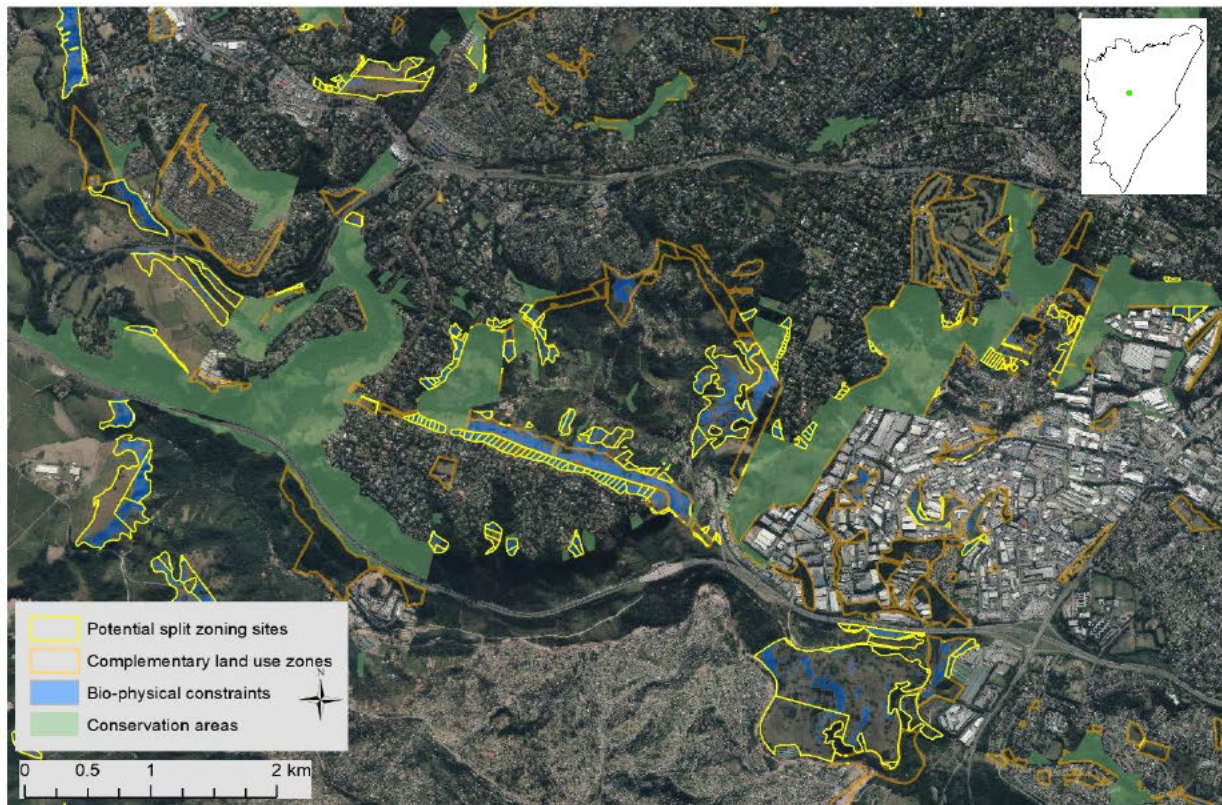 Potential split zoning sites
Complementary land use zones
N
Bio-physical constraints
Conservation areas
0 0.5 1 2 km